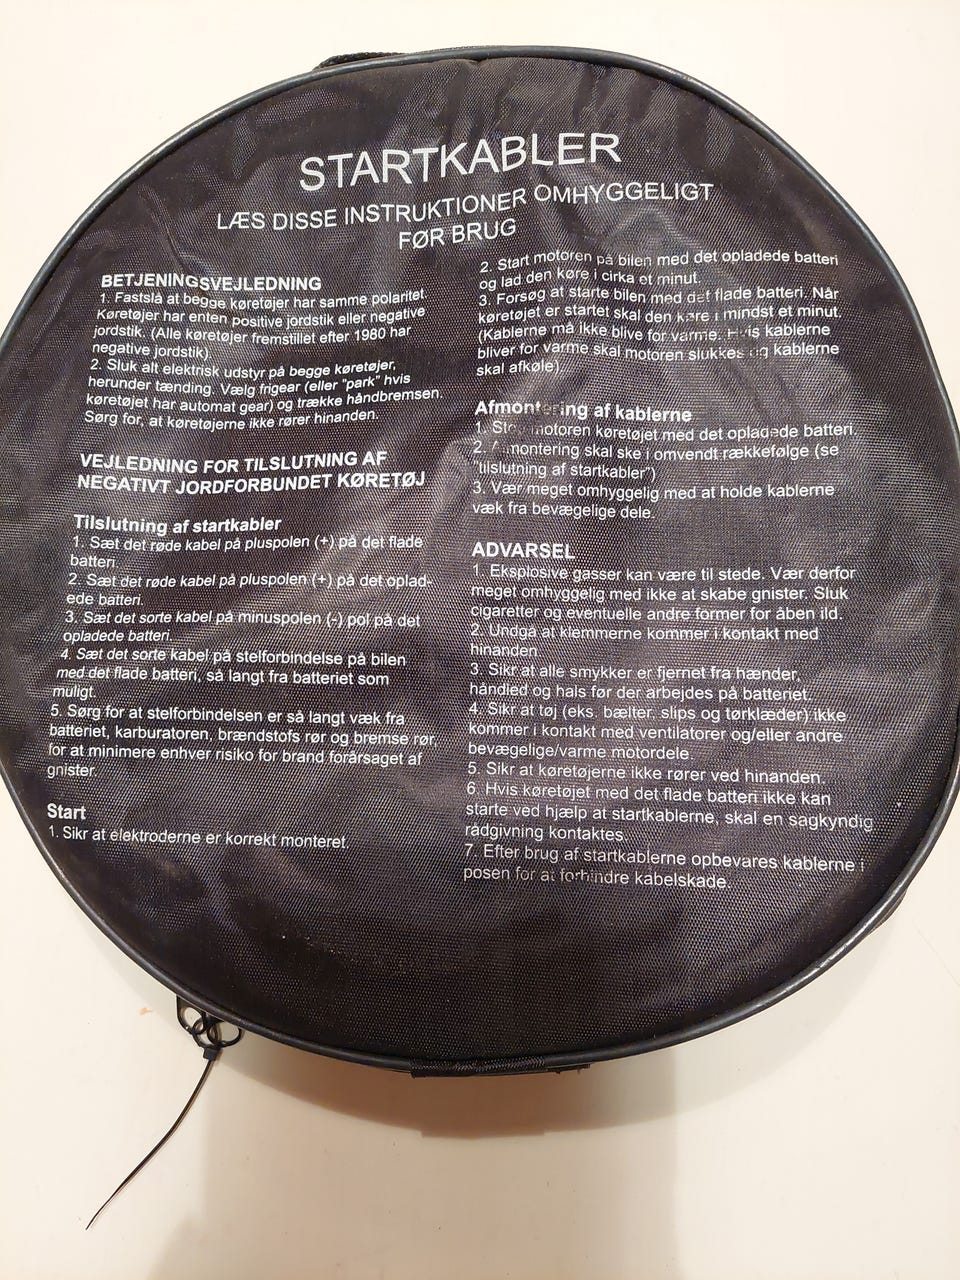 STARTKABLER
LÆS DISSE INSTRUKTIONER OMHYGGELIGT
FØR BRUG
BETJENINGSVEJLEDNING
1. Fastslå at begge køretøjer har samme polaritet.
Køretøjer har enten positive jordstik eller negative
jordstik. (Alle køretøjer fremstillet efter 1980 har
negative jordstik).
2. Sluk alt elektrisk udstyr på begge køretøjer,
herunder tænding. Vælg frigear (eller "park" hvis
køretøjet har automat gear) og trække håndbremsen.
Sørg for, at køretøjerne ikke rører hinanden.
VEJLEDNING FOR TILSLUTNING AF
NEGATIVT JORDFORBUNDET KØRETØJ
Tilslutning af startkabler
1. Sæt det røde kabel på pluspolen (+) på det flade
batteri.
2. Sæt det røde kabel på pluspolen (+) på det oplad-
ede batteri.
3. Sæt det sorte kabel på minuspolen (-) pol på det
opladede batteri.
4. Sæt det sorte kabel på stelforbindelse på bilen
med det flade batteri, så langt fra batteriet som
muligt.
5. Sørg for at stelforbindelsen er så langt væk fra
batteriet, karburatoren, brændstofs rør og bremse rør,
for at minimere enhver risiko for brand forårsaget af
gnister.
Start
1. Sikr at elektroderne er korrekt monteret.
2. Start motoren på bilen med det opladede batteri
og lad den køre i cirka et minut.
3. Forsøg at starte bilen med det flade batteri. Når
køretøjet er startet skal den køre i mindst et minut.
(Kablerne må ikke blive for varme. Hvis kablerne
bliver for varme skal motoren slukkes og kablerne
skal afkøle).
Afmontering af kablerne
1. Stop motoren køretøjet med det opladede batteri.
2. Afmontering skal ske i omvendt rækkefølge (se
"tilslutning af startkabler")
3. Vær meget omhyggelig med at holde kablerne
væk fra bevægelige dele.
ADVARSEL
1. Eksplosive gasser kan være til stede. Vær derfor
meget omhyggelig med ikke at skabe gnister. Sluk
cigaretter og eventuelle andre former for åben ild.
2. Undgå at klemmerne kommer i kontakt med
hinanden
3. Sikr at alle smykker er fjernet fra hænder,
håndled og hals før der arbejdes på batteriet.
4. Sikr at tøj (eks. bælter, slips og tørklæder) ikke
kommer i kontakt med ventilatorer og/eller andre
bevægelige/varme motordele.
5. Sikr at køretøjerne ikke rører ved hinanden.
6. Hvis køretøjet med det flade batteri ikke kan
starte ved hjælp at startkablerne, skal en sagkyndig
rådgivning kontaktes.
7. Efter brug af startkablerne opbevares kablerne i
posen for at forhindre kabelskade.